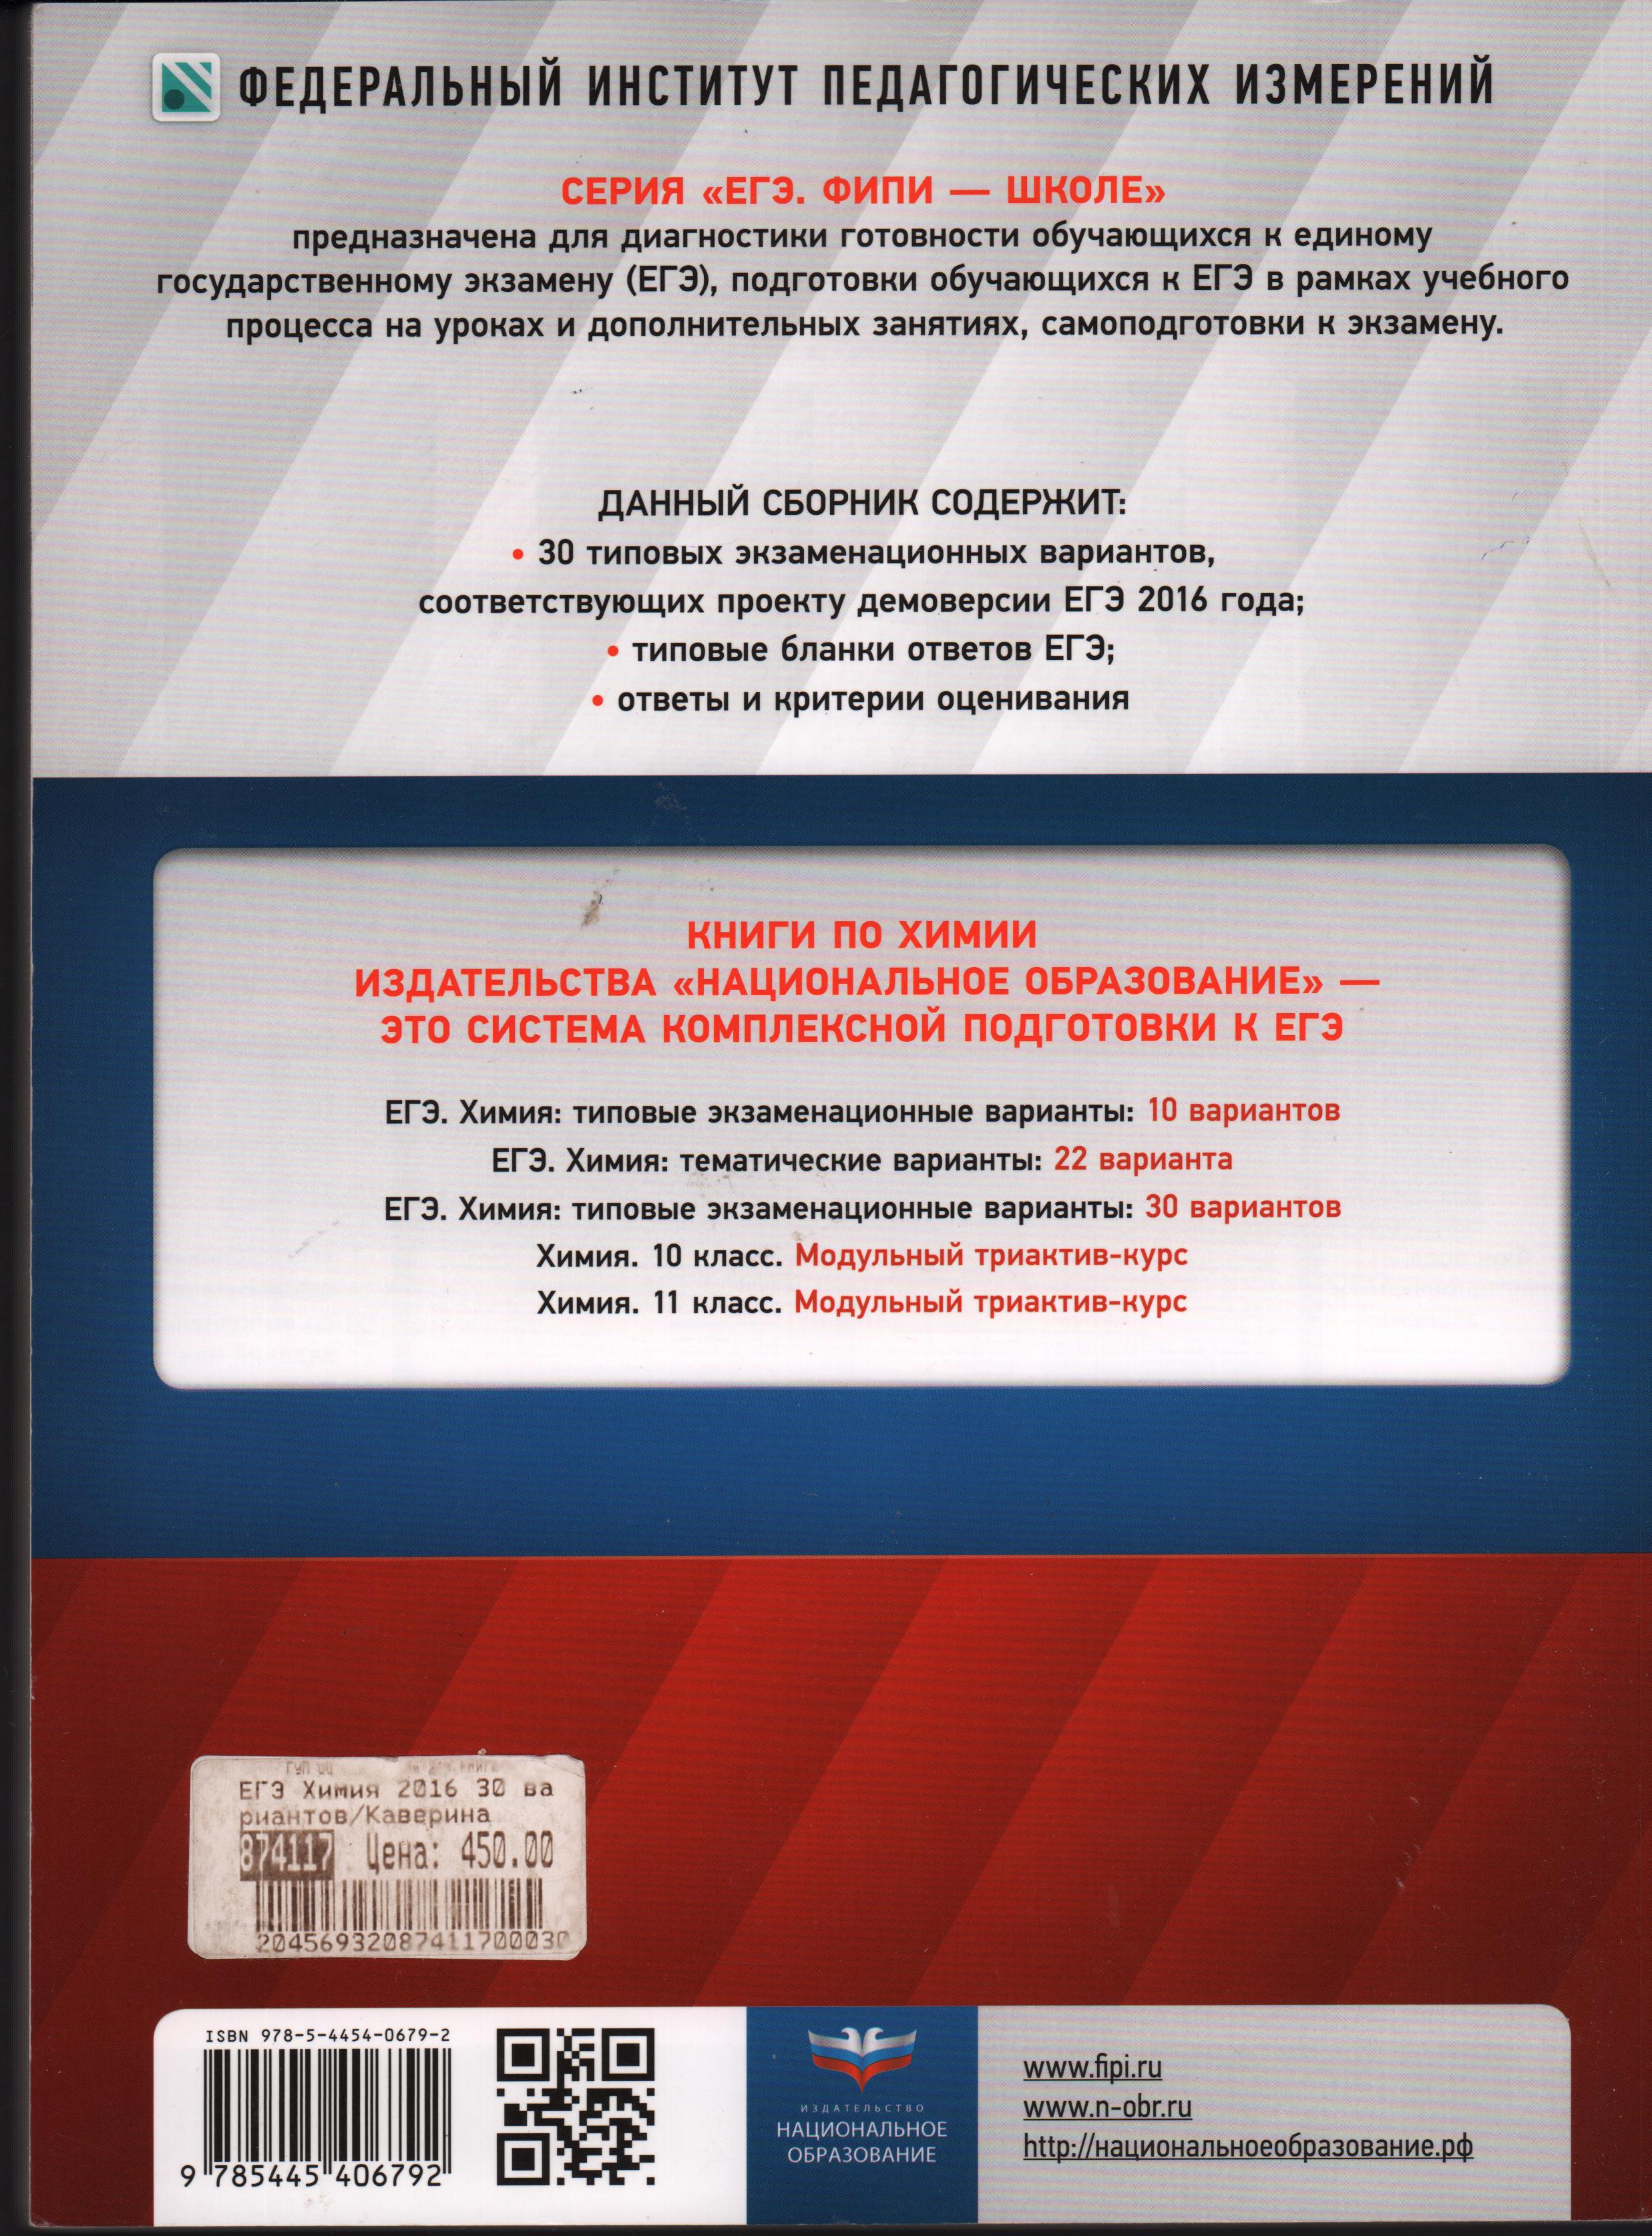 ФЕДЕРАЛЬНЫЙ ИНСТИТУТ ПЕДАГОГИЧЕСКИХ ИЗМЕРЕНИЙ
СЕРИЯ «ЕГЭ. ФИПИ — ШКОЛЕ»
предназначена для диагностики готовности обучающихся к единому
государственному экзамену (ЕГЭ), подготовки обучающихся к ЕГЭ в рамках учебного
процесса на уроках и дополнительных занятиях, самоподготовки к экзамену.
ДАННЫЙ СБОРНИК СОДЕРЖИТ:
• 30 типовых экзаменационных вариантов,
соответствующих проекту демоверсии ЕГЭ 2016 года;
• типовые бланки ответов ЕГЭ;
• ответы и критерии оценивания
КНИГИ ПО ХИМИИ
ИЗДАТЕЛЬСТВА «НАЦИОНАЛЬНОЕ ОБРАЗОВАНИЕ» —
ЭТО СИСТЕМА КОМПЛЕКСНОЙ ПОДГОТОВКИ К ЕГЭ
ЕГЭ. Химия: типовые экзаменационные варианты: 10 вариантов
ЕГЭ. Химия: тематические варианты: 22 варианта
ЕГЭ. Химия: типовые экзаменационные варианты: 30 вариантов
Химия. 10 класс. Модульный триактив-курс
Химия. 11 класс. Модульный триактив-курс
ЕГЭ Химия 2016 30 ва
риантов/Каверина
874117 Цена: 450.00
20456932087411700030
ISBN 978-5-4454-0679-2
9 785445 406792
ИЗДАТЕЛЬСТВО
НАЦИОНАЛЬНОЕ
ОБРАЗОВАНИЕ
www.fipi.ru
www.n-obr.ru
http://национальноеобразование.рф